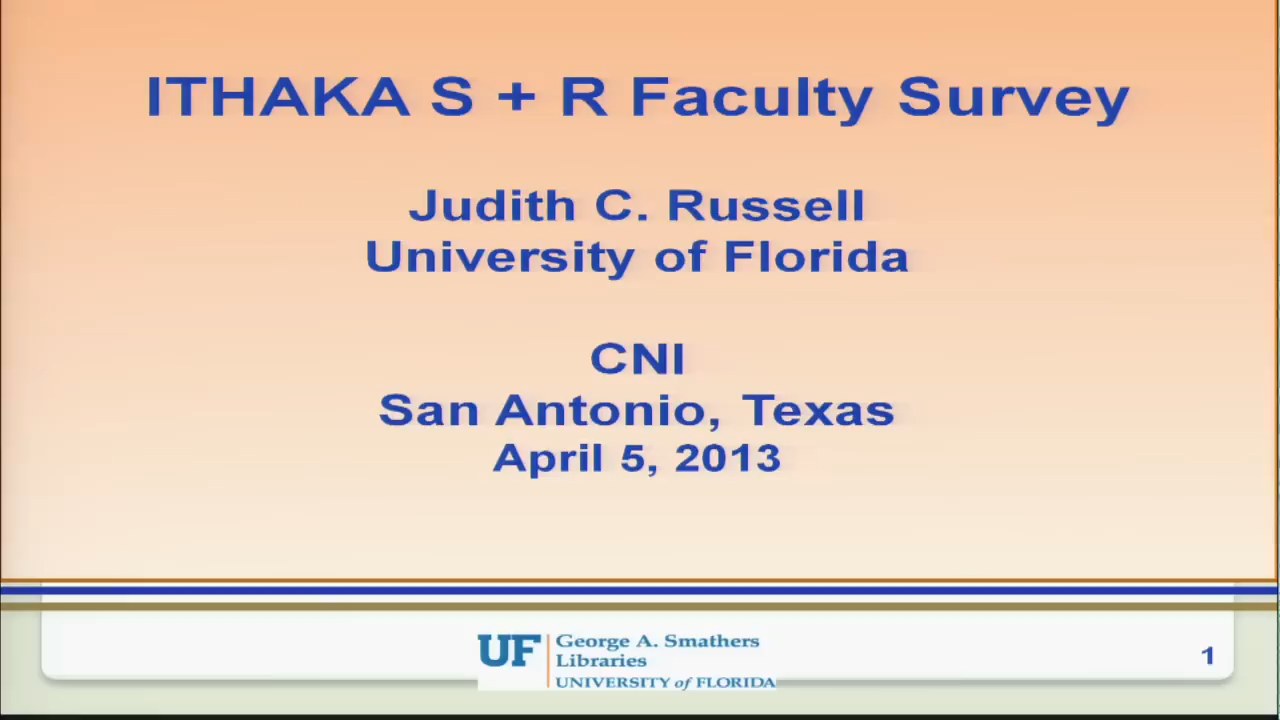 ITHAKA S + R Faculty Survey
Judith C. Russell
University of Florida
CNI
San Antonio, Texas
April 5, 2013
UF
George A. Smathers
Libraries
UNIVERSITY of FLORIDA
1